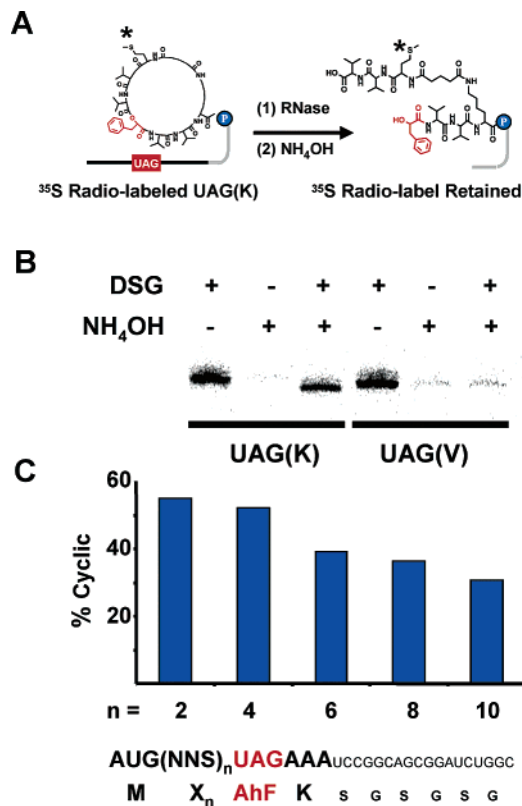 A
*
*
(1) RNase
(2) NH₄OH
P
P
UAG
³⁵S Radio-labeled UAG(K)
³⁵S Radio-label Retained
B
DSG + - + + - +
NH₄OH - + + - + +
UAG(K) UAG(V)
C
% Cyclic
60
40
20
n = 2 4 6 8 10
AUG(NNS)ₙUAGAAAUCCGGCAGCGGAUCUGGC
M Xₙ AhF K S G S G S G